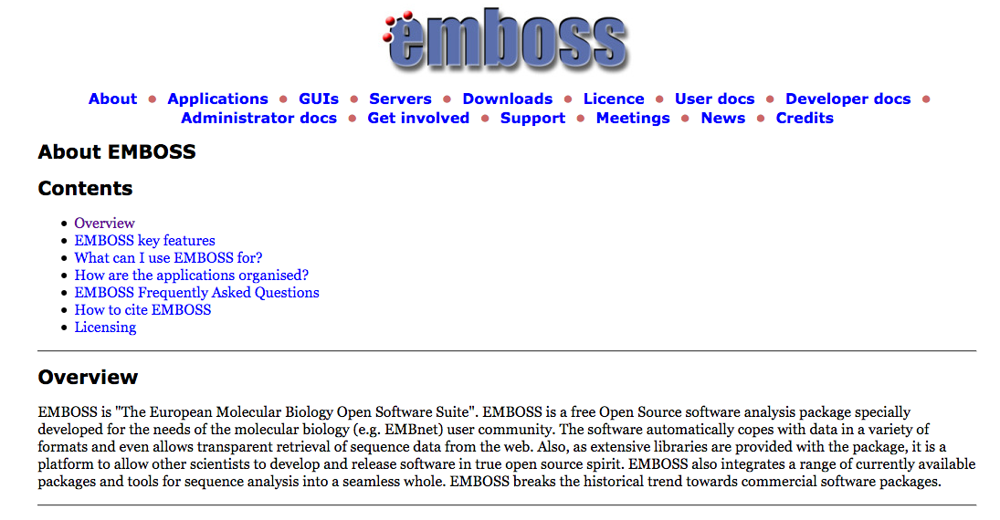 emboss
About • Applications • GUIs • Servers • Downloads • Licence • User docs • Developer docs •
Administrator docs • Get involved • Support • Meetings • News • Credits
About EMBOSS
Contents
• Overview
• EMBOSS key features
• What can I use EMBOSS for?
• How are the applications organised?
• EMBOSS Frequently Asked Questions
• How to cite EMBOSS
• Licensing
Overview
EMBOSS is "The European Molecular Biology Open Software Suite". EMBOSS is a free Open Source software analysis package specially
developed for the needs of the molecular biology (e.g. EMBnet) user community. The software automatically copes with data in a variety of
formats and even allows transparent retrieval of sequence data from the web. Also, as extensive libraries are provided with the package, it is a
platform to allow other scientists to develop and release software in true open source spirit. EMBOSS also integrates a range of currently available
packages and tools for sequence analysis into a seamless whole. EMBOSS breaks the historical trend towards commercial software packages.